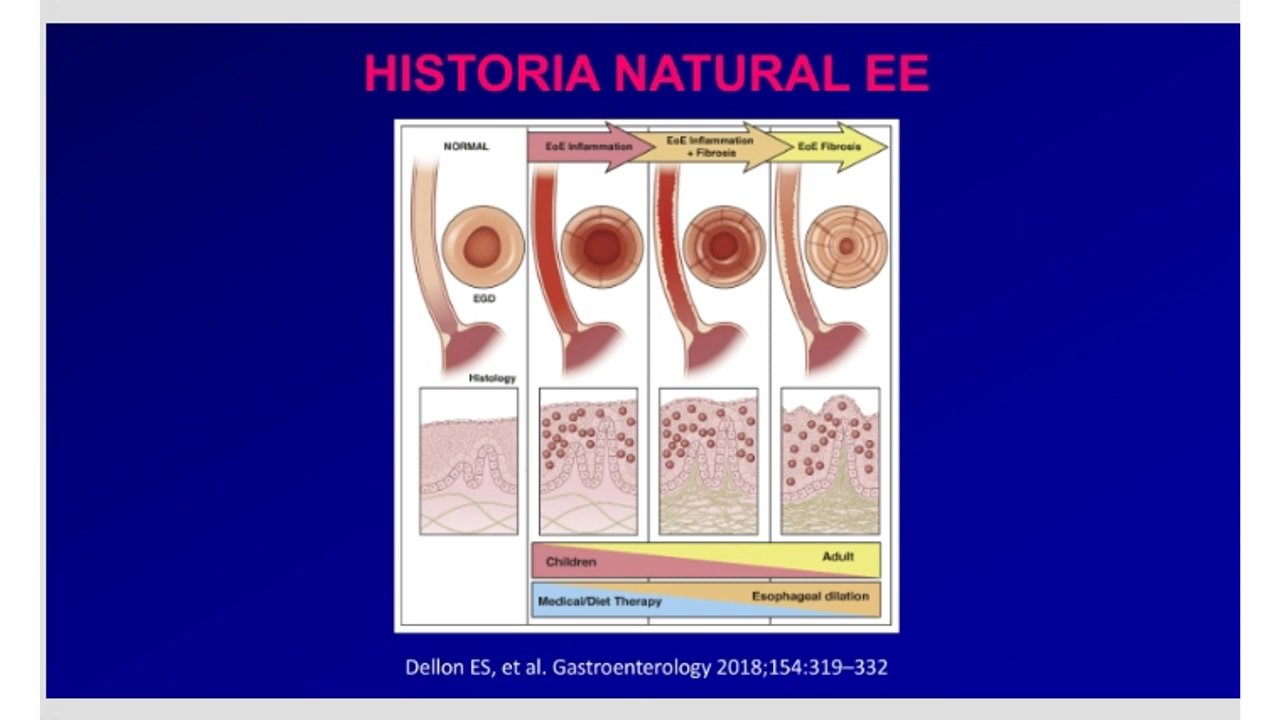 HISTORIA NATURAL EE
NORMAL
EoE Inflammation
EoE Inflammation
+ Fibrosis
EoE Fibrosis
EGD
Histology
Children
Adult
Medical/Diet Therapy
Esophageal dilation
Dellon ES, et al. Gastroenterology 2018;154:319–332